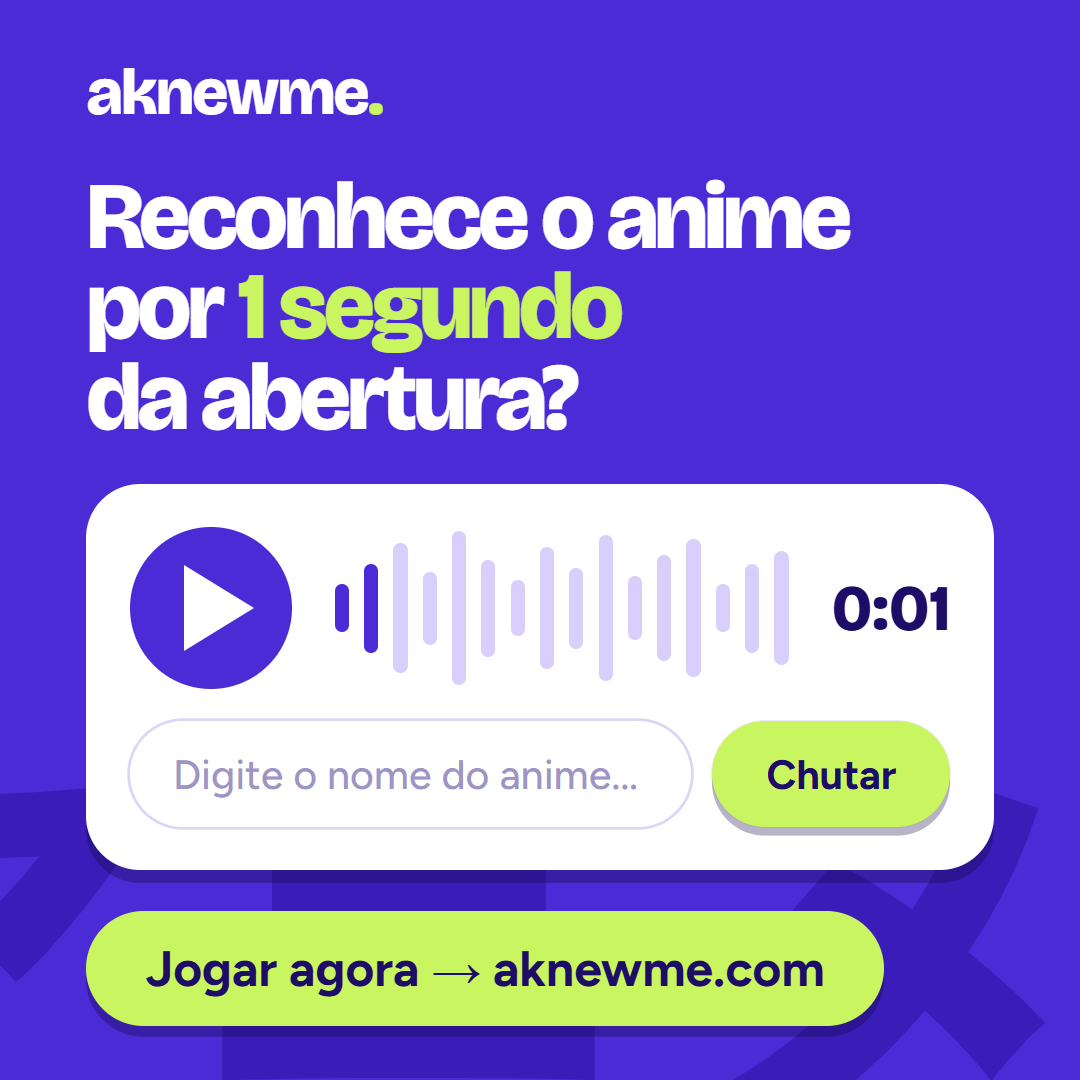 aknewme.
Reconhece o anime
por 1 segundo
da abertura?
0:01
Digite o nome do anime...
Chutar
Jogar agora → aknewme.com